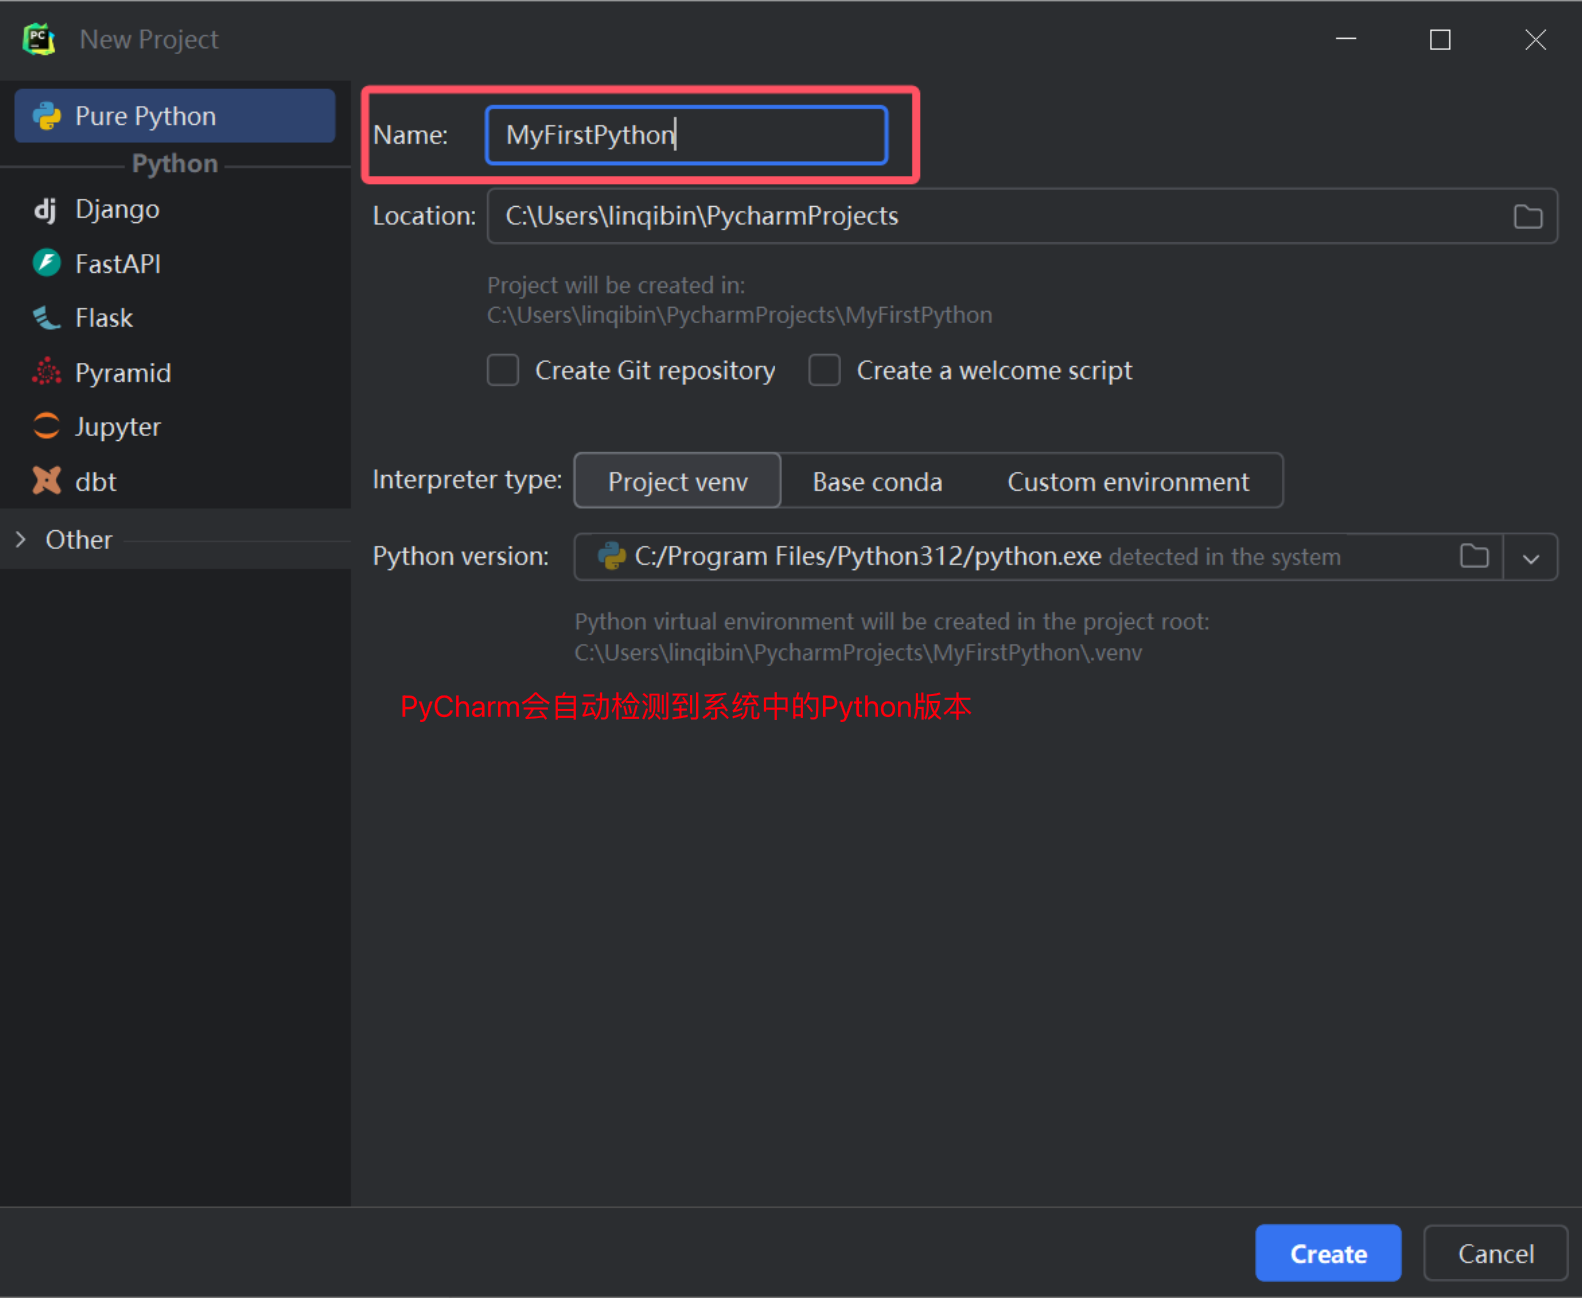 New Project
Pure Python
Python
Django
FastAPI
Flask
Pyramid
Jupyter
dbt
Other
Name: MyFirstPython
Location: C:\Users\linqibin\PycharmProjects
Project will be created in:
C:\Users\linqibin\PycharmProjects\MyFirstPython
Create Git repository Create a welcome script
Interpreter type: Project venv Base conda Custom environment
Python version: C:/Program Files/Python312/python.exe detected in the system
Python virtual environment will be created in the project root:
C:\Users\linqibin\PycharmProjects\MyFirstPython\.venv
PyCharm会自动检测到系统中的Python版本
Create Cancel